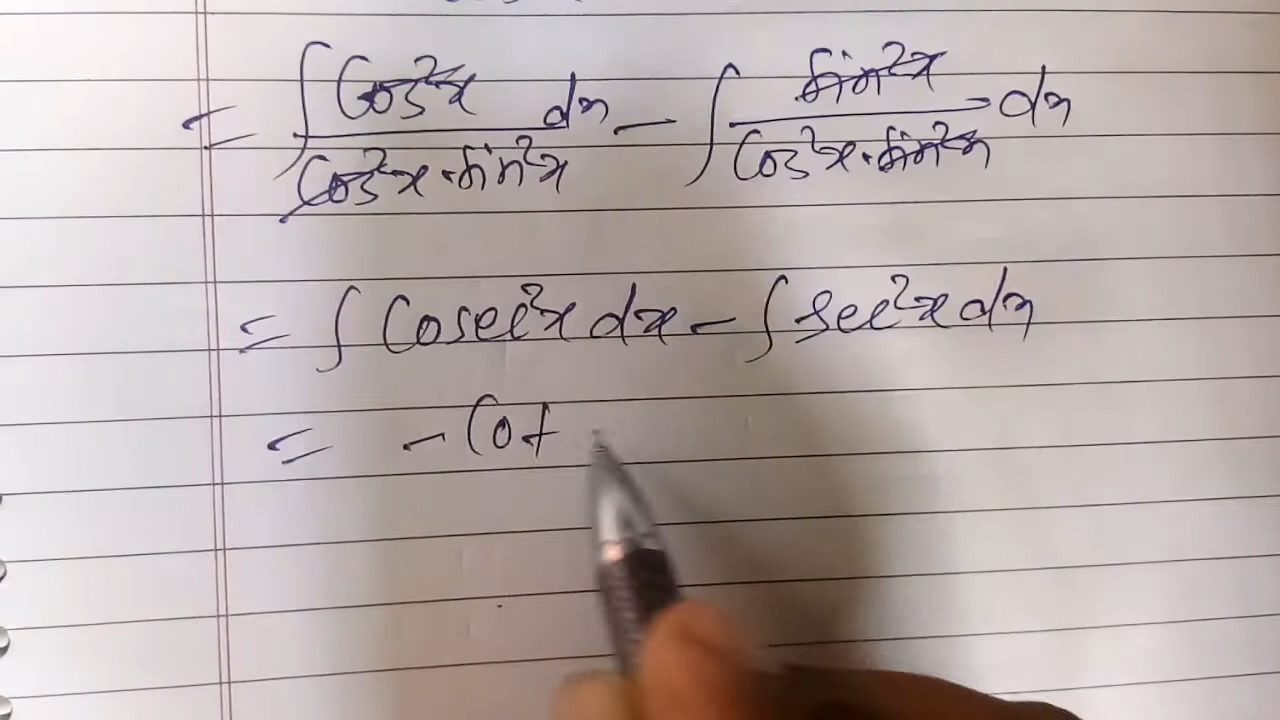 = ∫ Cos²x / Cos²x · sin²x dx − ∫ sin²x / Cos²x · sin²x dx
= ∫ Cosec²x dx − ∫ sec²x dx
= − Cot